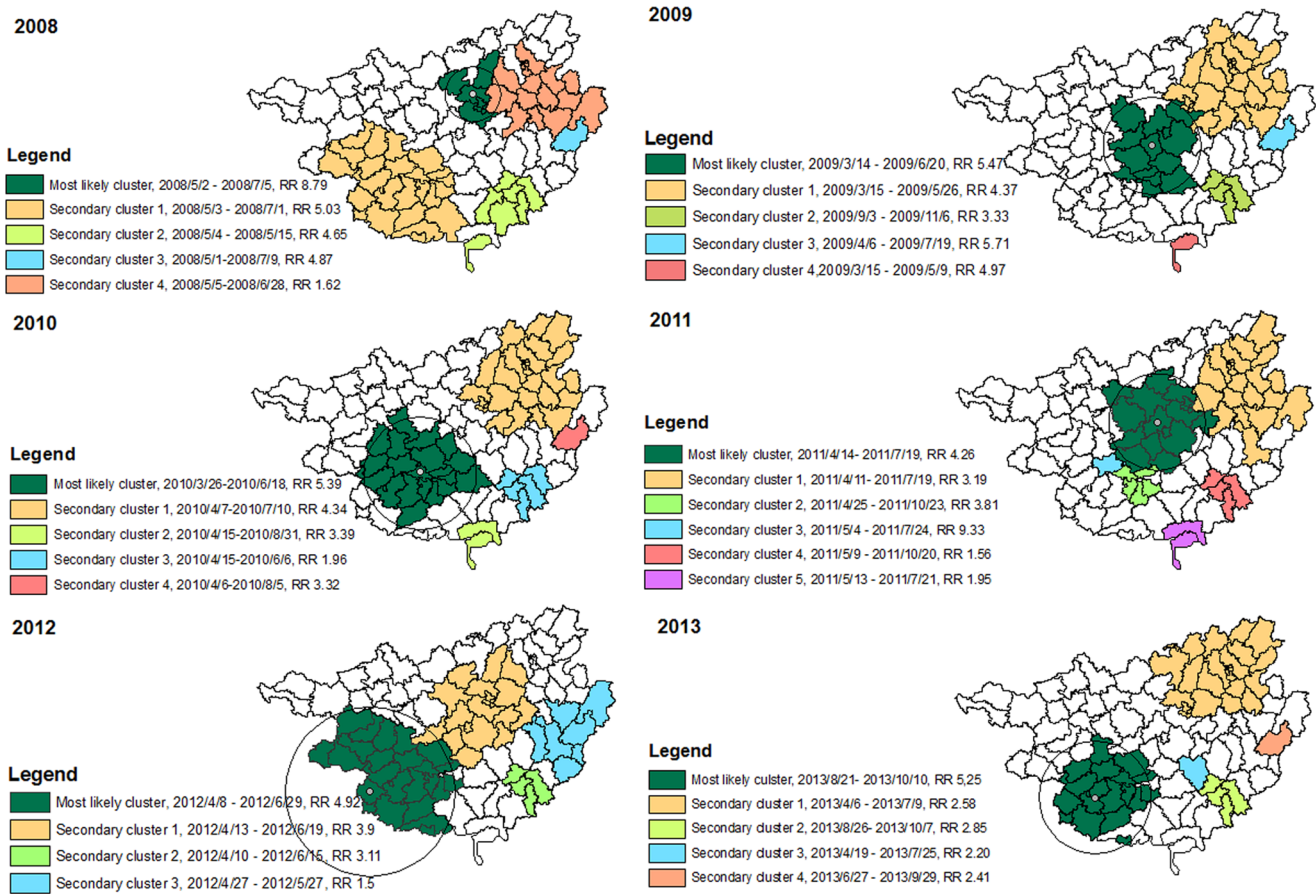 2008
Legend
Most likely cluster, 2008/5/2 - 2008/7/5, RR 8.79
Secondary cluster 1, 2008/5/3 - 2008/7/1, RR 5.03
Secondary cluster 2, 2008/5/4 - 2008/5/15, RR 4.65
Secondary cluster 3, 2008/5/1-2008/7/9, RR 4.87
Secondary cluster 4, 2008/5/5-2008/6/28, RR 1.62
2009
Legend
Most likely cluster, 2009/3/14 - 2009/6/20, RR 5.47
Secondary cluster 1, 2009/3/15 - 2009/5/26, RR 4.37
Secondary cluster 2, 2009/9/3 - 2009/11/6, RR 3.33
Secondary cluster 3, 2009/4/6 - 2009/7/19, RR 5.71
Secondary cluster 4,2009/3/15 - 2009/5/9, RR 4.97
2010
Legend
Most likely cluster, 2010/3/26-2010/6/18, RR 5.39
Secondary cluster 1, 2010/4/7-2010/7/10, RR 4.34
Secondary cluster 2, 2010/4/15-2010/8/31, RR 3.39
Secondary cluster 3, 2010/4/15-2010/6/6, RR 1.96
Secondary cluster 4, 2010/4/6-2010/8/5, RR 3.32
2011
Legend
Most likely cluster, 2011/4/14- 2011/7/19, RR 4.26
Secondary cluster 1, 2011/4/11 - 2011/7/19, RR 3.19
Secondary cluster 2, 2011/4/25 - 2011/10/23, RR 3.81
Secondary cluster 3, 2011/5/4 - 2011/7/24, RR 9.33
Secondary cluster 4, 2011/5/9 - 2011/10/20, RR 1.56
Secondary cluster 5, 2011/5/13 - 2011/7/21, RR 1.95
2012
Legend
Most likely cluster, 2012/4/8 - 2012/6/29, RR 4.92
Secondary cluster 1, 2012/4/13 - 2012/6/19, RR 3.9
Secondary cluster 2, 2012/4/10 - 2012/6/15, RR 3.11
Secondary cluster 3, 2012/4/27 - 2012/5/27, RR 1.5
2013
Legend
Most likely culster, 2013/8/21- 2013/10/10, RR 5,25
Secondary cluster 1, 2013/4/6 - 2013/7/9, RR 2.58
Secondary cluster 2, 2013/8/26- 2013/10/7, RR 2.85
Secondary cluster 3, 2013/4/19 - 2013/7/25, RR 2.20
Secondary cluster 4, 2013/6/27 - 2013/9/29, RR 2.41